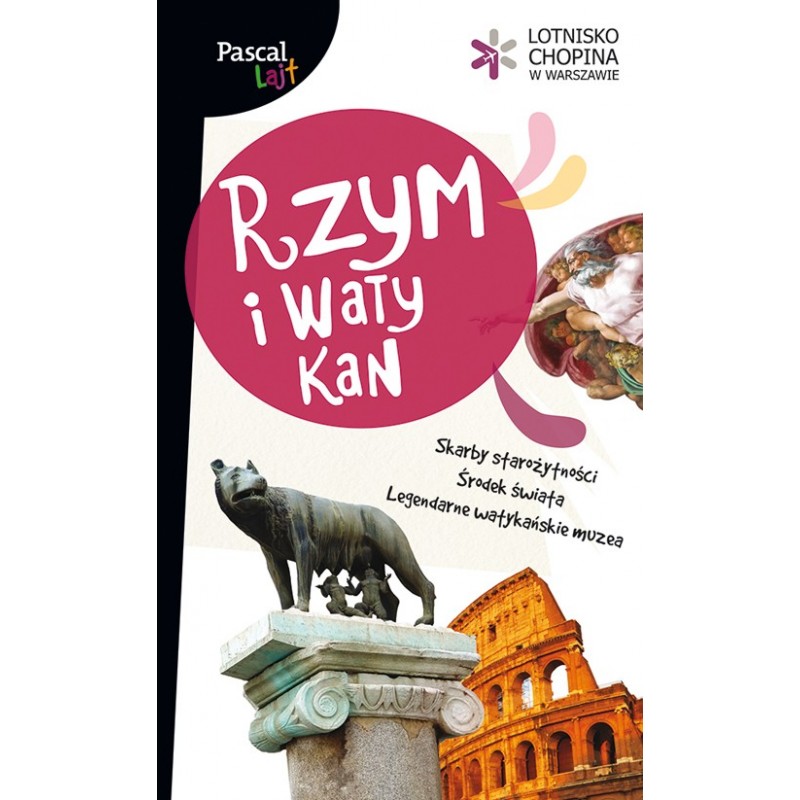 Pascal
Lajt
LOTNISKO
CHOPINA
W WARSZAWIE
RZYM
i Waty
KaN
Skarby starożytności
Środek świata
Legendarne watykańskie muzea